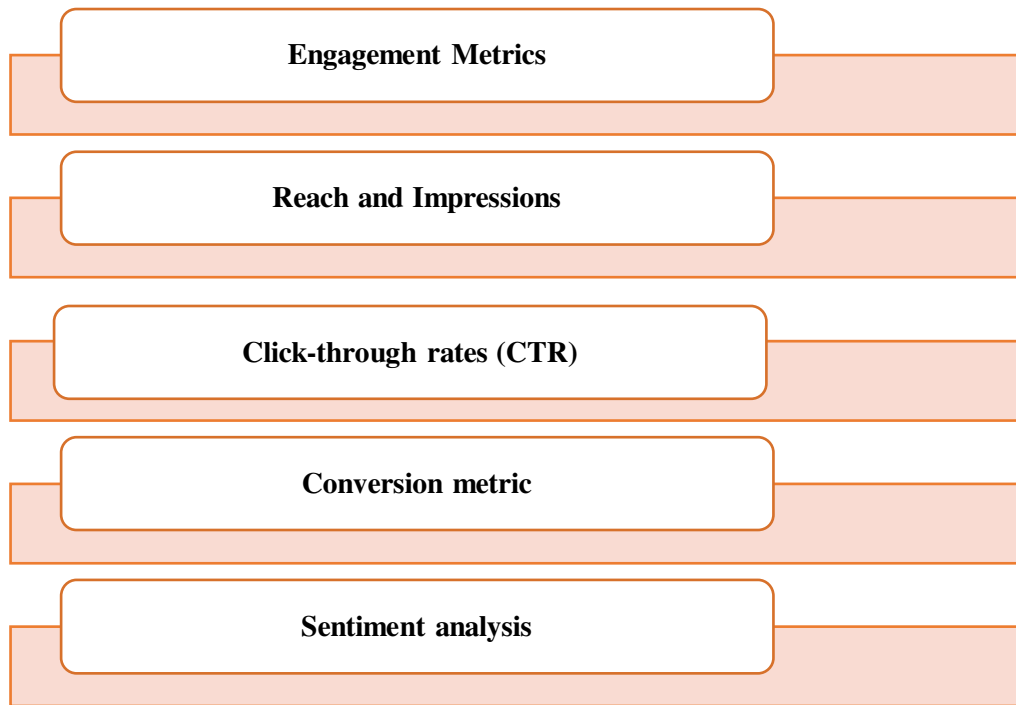 Engagement Metrics
Reach and Impressions
Click-through rates (CTR)
Conversion metric
Sentiment analysis